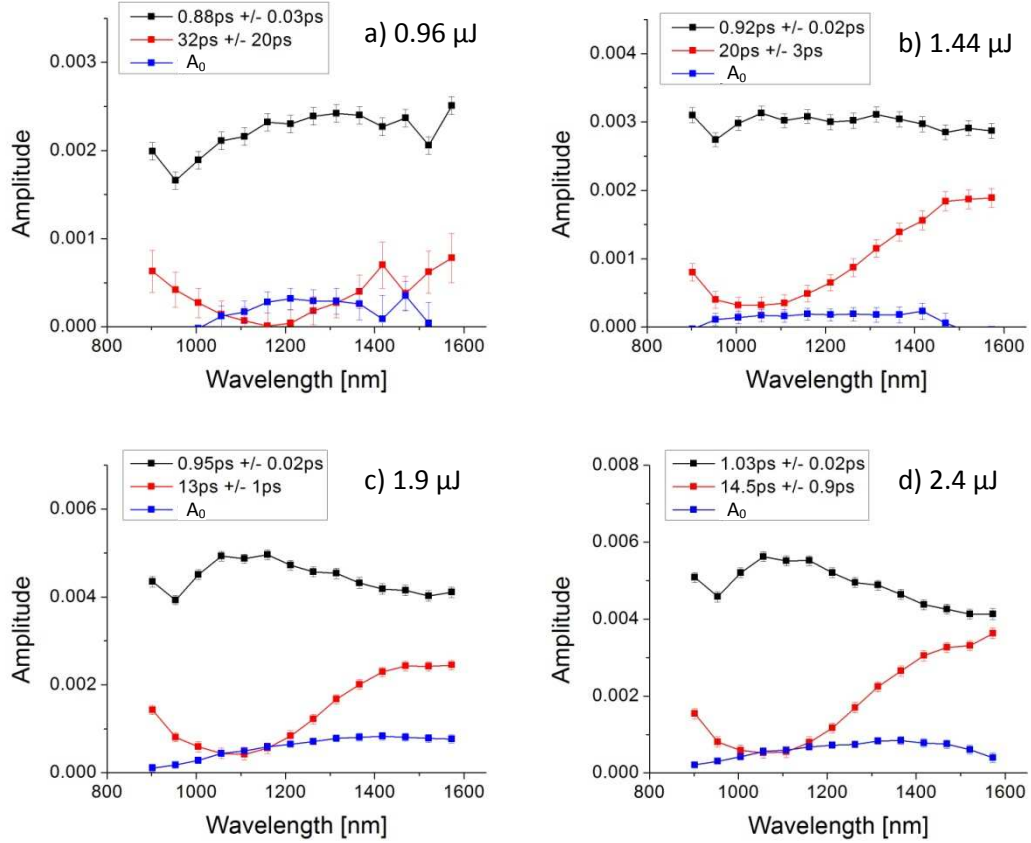 0.88ps +/- 0.03ps
32ps +/- 20ps
A₀
a) 0.96 µJ
0.003
0.002
0.001
0.000
Amplitude
800 1000 1200 1400 1600
Wavelength [nm]
0.92ps +/- 0.02ps
20ps +/- 3ps
A₀
b) 1.44 µJ
0.004
0.003
0.002
0.001
0.000
Amplitude
800 1000 1200 1400 1600
Wavelength [nm]
0.95ps +/- 0.02ps
13ps +/- 1ps
A₀
c) 1.9 µJ
0.006
0.004
0.002
0.000
Amplitude
800 1000 1200 1400 1600
Wavelength [nm]
1.03ps +/- 0.02ps
14.5ps +/- 0.9ps
A₀
d) 2.4 µJ
0.008
0.006
0.004
0.002
0.000
Amplitude
800 1000 1200 1400 1600
Wavelength [nm]